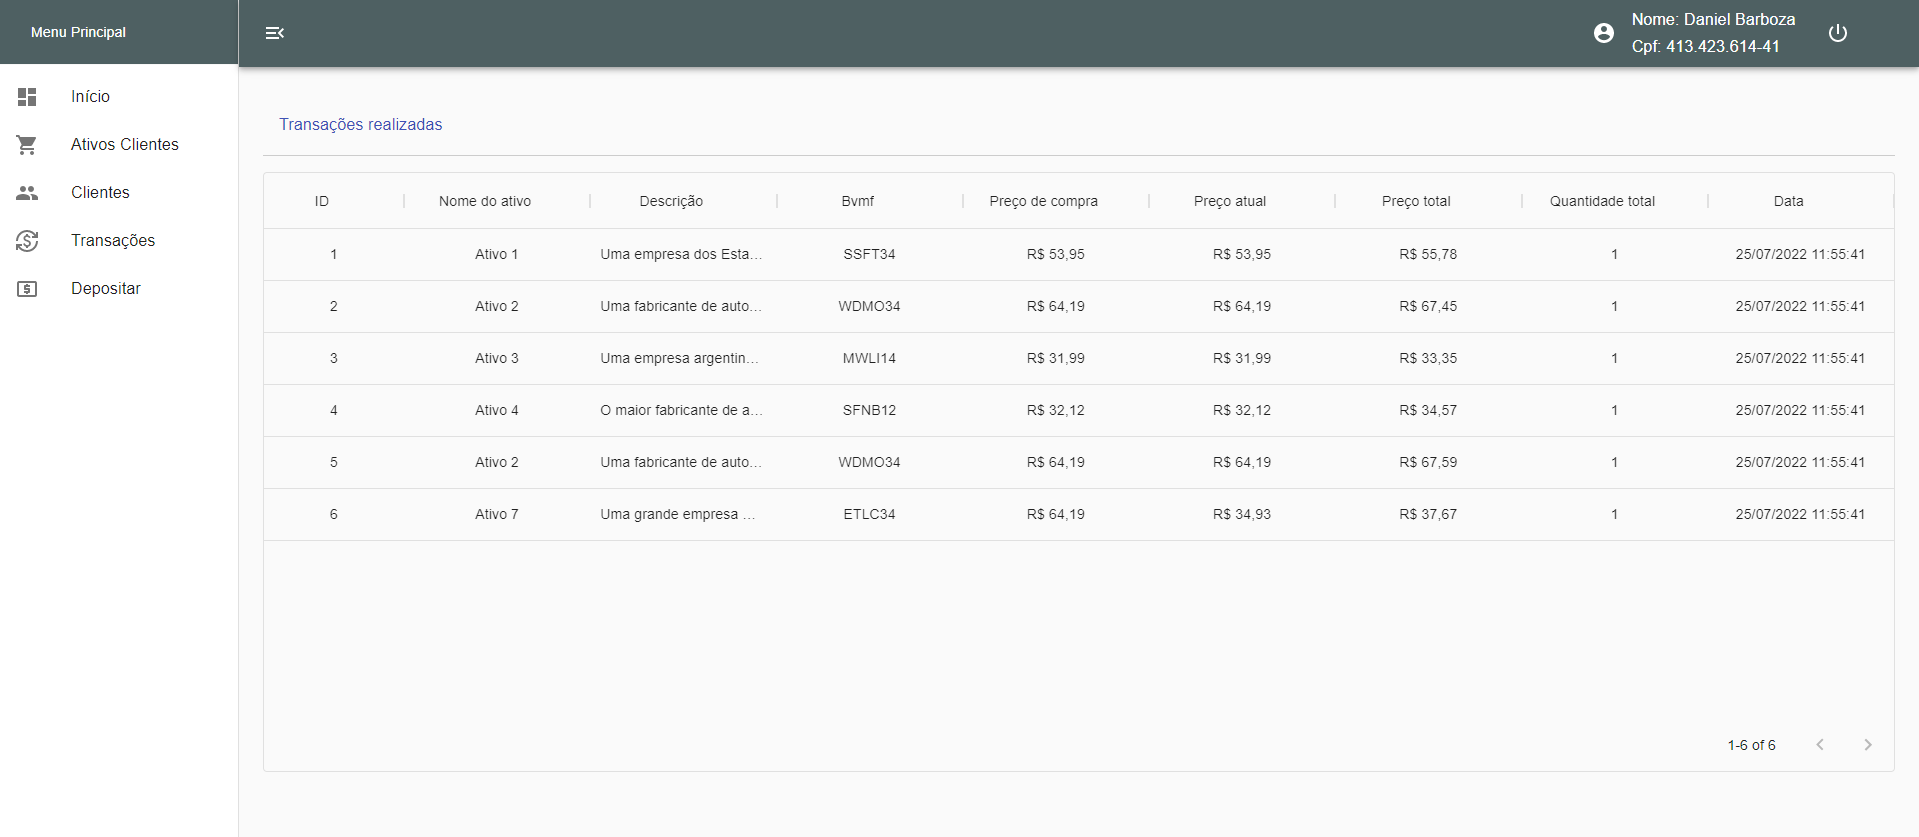 Menu Principal
Nome: Daniel Barboza
Cpf: 413.423.614-41
Início
Ativos Clientes
Clientes
Transações
Depositar
Transações realizadas
ID Nome do ativo Descrição Bvmf Preço de compra Preço atual Preço total Quantidade total Data
1 Ativo 1 Uma empresa dos Esta... SSFT34 R$ 53,95 R$ 53,95 R$ 55,78 1 25/07/2022 11:55:41
2 Ativo 2 Uma fabricante de auto... WDMO34 R$ 64,19 R$ 64,19 R$ 67,45 1 25/07/2022 11:55:41
3 Ativo 3 Uma empresa argentin... MWLI14 R$ 31,99 R$ 31,99 R$ 33,35 1 25/07/2022 11:55:41
4 Ativo 4 O maior fabricante de a... SFNB12 R$ 32,12 R$ 32,12 R$ 34,57 1 25/07/2022 11:55:41
5 Ativo 2 Uma fabricante de auto... WDMO34 R$ 64,19 R$ 64,19 R$ 67,59 1 25/07/2022 11:55:41
6 Ativo 7 Uma grande empresa ... ETLC34 R$ 64,19 R$ 34,93 R$ 37,67 1 25/07/2022 11:55:41
1-6 of 6